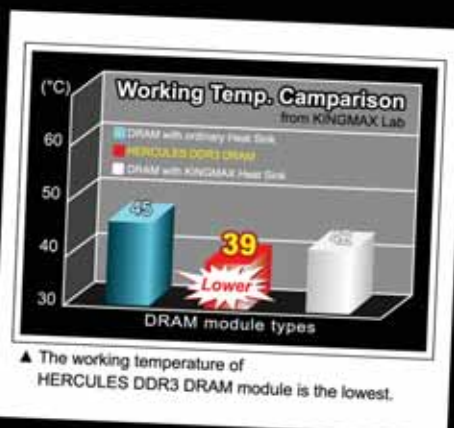 (°C)
Working Temp. Camparison
from KINGMAX Lab
DRAM with ordinary Heat Sink
HERCULES DDR3 DRAM
DRAM with KINGMAX Heat Sink
60
50
40
30
45
39
Lower
DRAM module types
▲ The working temperature of
HERCULES DDR3 DRAM module is the lowest.